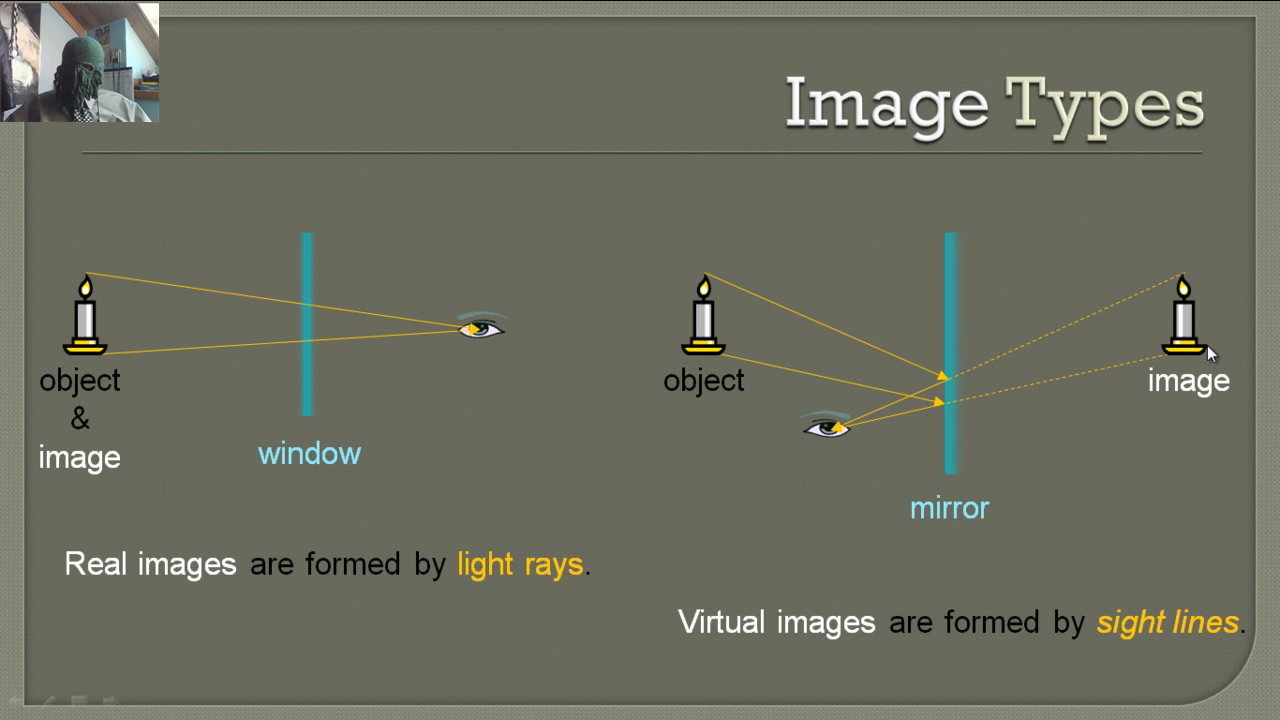 Image Types
object
&
image
window
object
image
mirror
Real images are formed by light rays.
Virtual images are formed by sight lines.